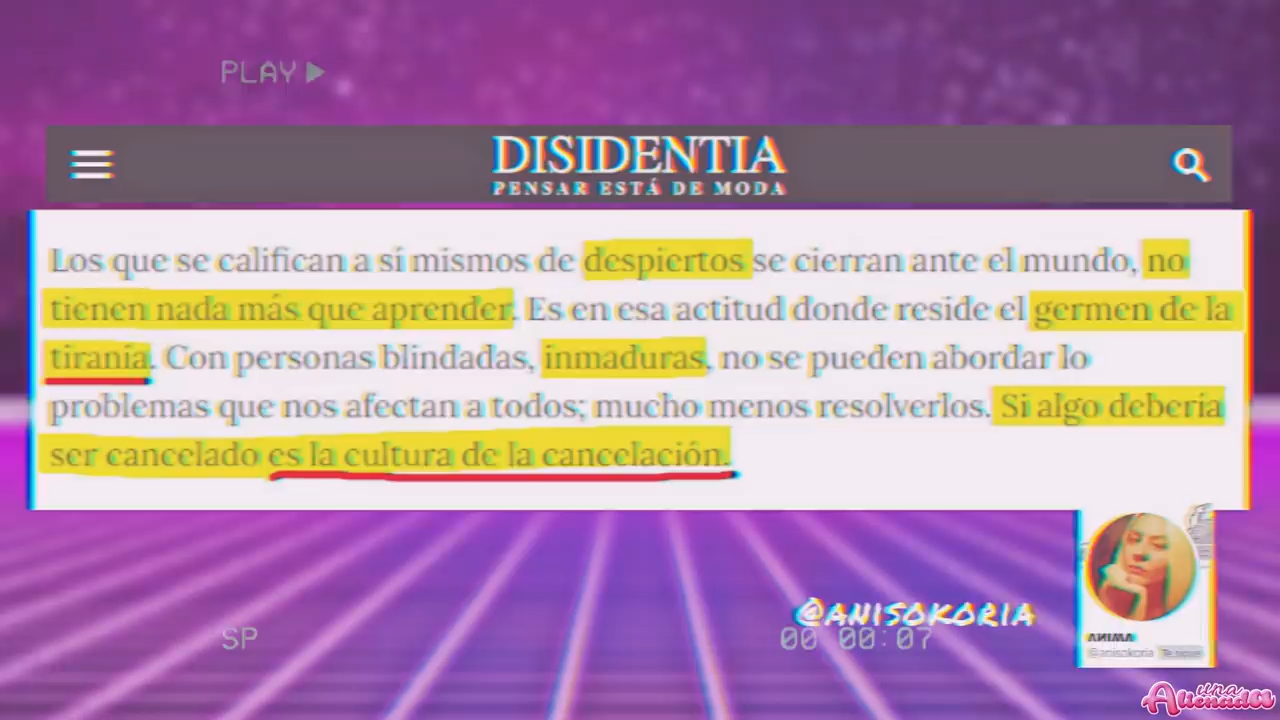 PLAY
DISIDENTIA
PENSAR ESTÁ DE MODA
Los que se califican a sí mismos de despiertos se cierran ante el mundo, no
tienen nada más que aprender. Es en esa actitud donde reside el germen de la
tiranía. Con personas blindadas, inmaduras, no se pueden abordar lo
problemas que nos afectan a todos; mucho menos resolverlos. Si algo debería
ser cancelado es la cultura de la cancelación.
@ANISOKORIA
SP
00 00:07
ANIMA
@anisokoria Te sigue
una
Alienada